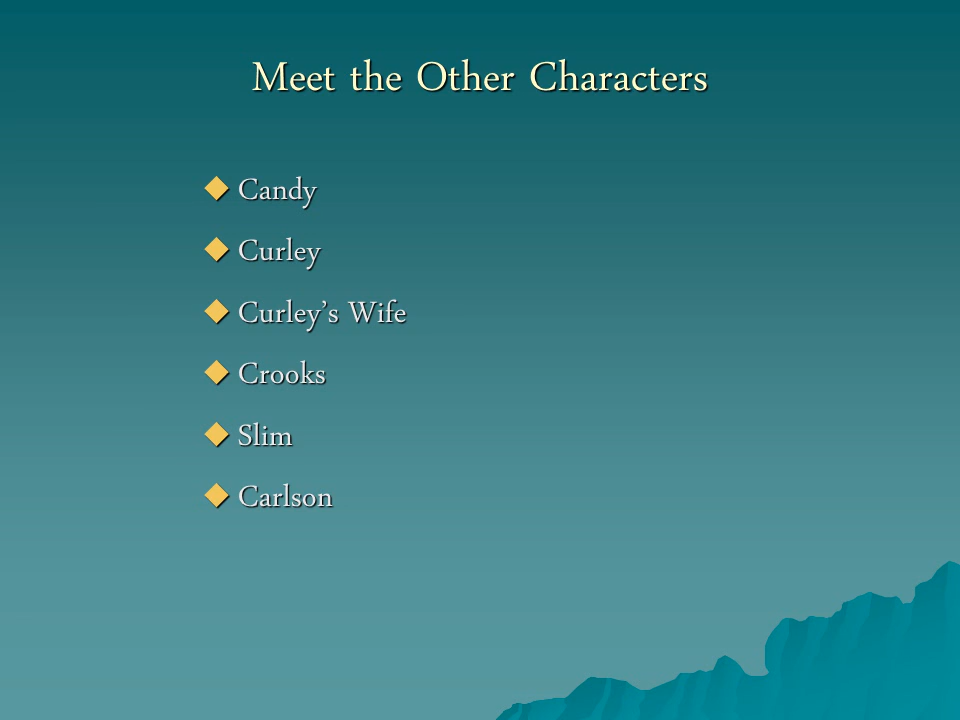 Meet the Other Characters
Candy
Curley
Curley’s Wife
Crooks
Slim
Carlson